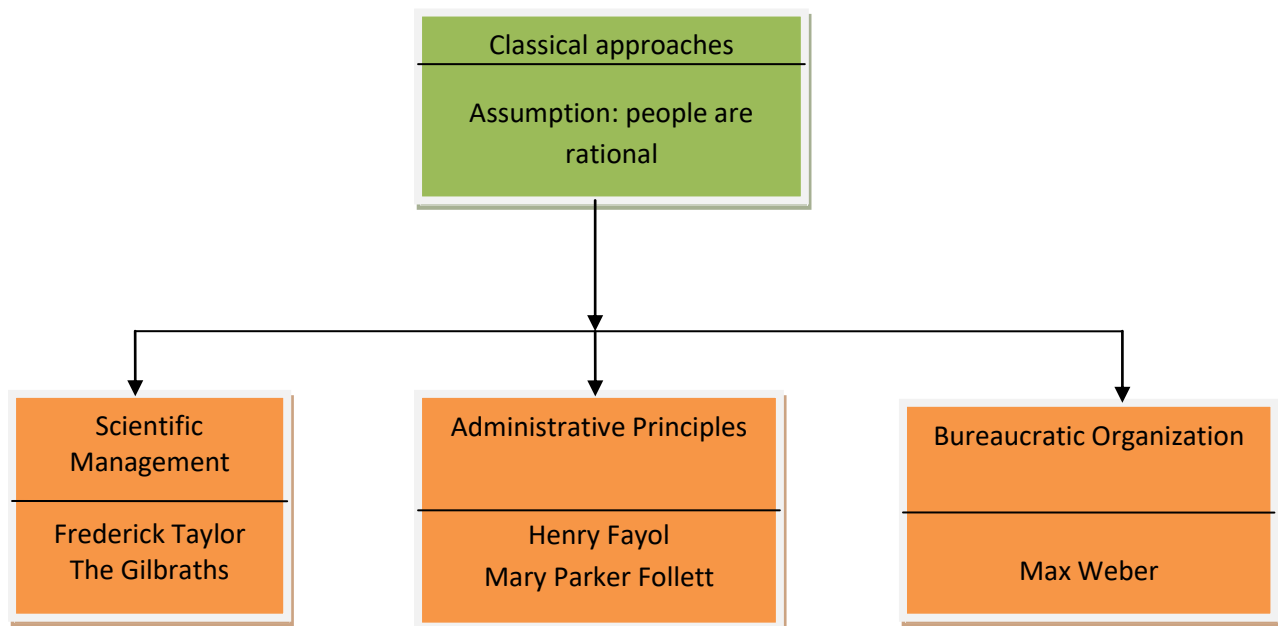 Classical approaches
Assumption: people are
rational
Scientific
Management
Frederick Taylor
The Gilbraths
Administrative Principles
Henry Fayol
Mary Parker Follett
Bureaucratic Organization
Max Weber